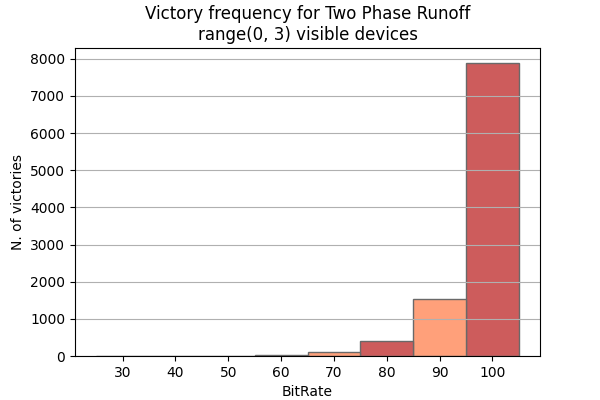 Victory frequency for Two Phase Runoff
range(0, 3) visible devices
N. of victories
8000
7000
6000
5000
4000
3000
2000
1000
0
30 40 50 60 70 80 90 100
BitRate